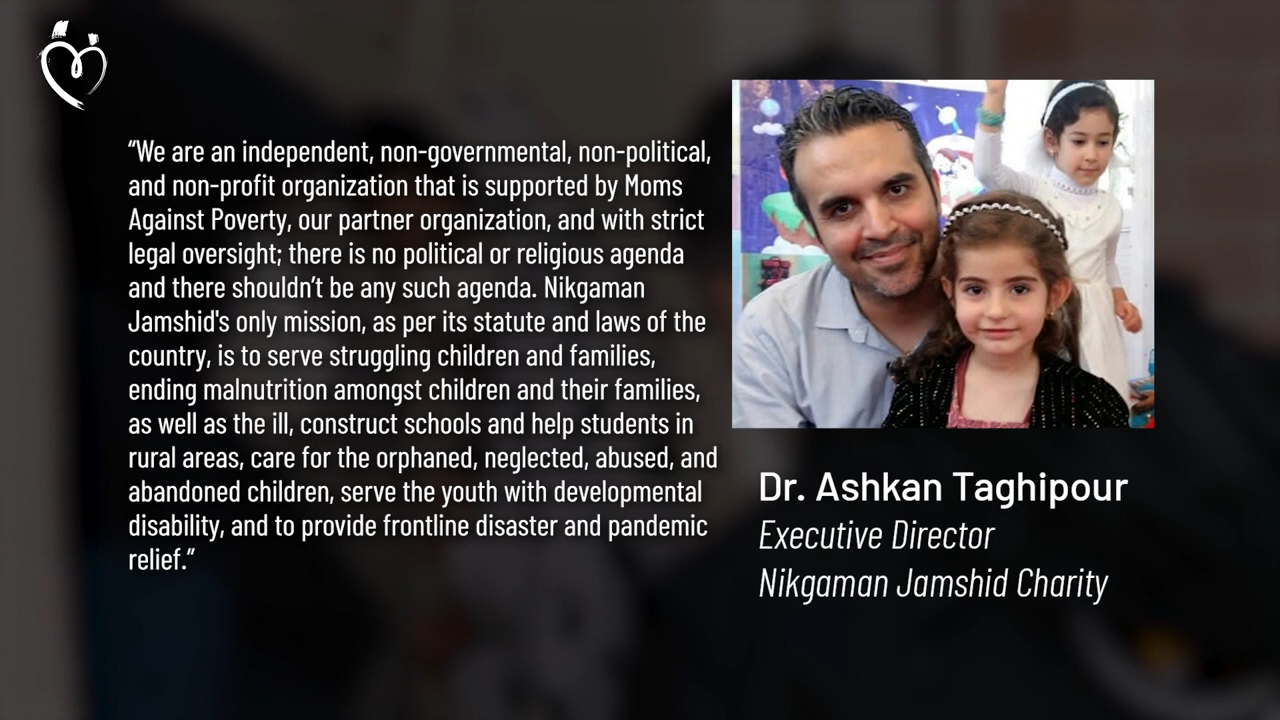 “We are an independent, non-governmental, non-political,
and non-profit organization that is supported by Moms
Against Poverty, our partner organization, and with strict
legal oversight; there is no political or religious agenda
and there shouldn’t be any such agenda. Nikgaman
Jamshid's only mission, as per its statute and laws of the
country, is to serve struggling children and families,
ending malnutrition amongst children and their families,
as well as the ill, construct schools and help students in
rural areas, care for the orphaned, neglected, abused, and
abandoned children, serve the youth with developmental
disability, and to provide frontline disaster and pandemic
relief.”
Dr. Ashkan Taghipour
Executive Director
Nikgaman Jamshid Charity